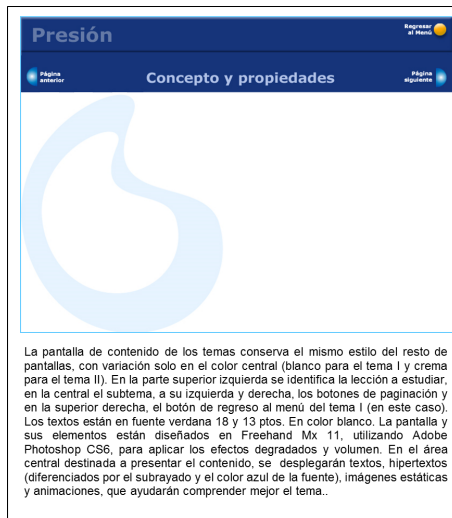 Presión
Regresar
al Menú
Página
anterior
Concepto y propiedades
Página
siguiente
La pantalla de contenido de los temas conserva el mismo estilo del resto de
pantallas, con variación solo en el color central (blanco para el tema I y crema
para el tema II). En la parte superior izquierda se identifica la lección a estudiar,
en la central el subtema, a su izquierda y derecha, los botones de paginación y
en la superior derecha, el botón de regreso al menú del tema I (en este caso).
Los textos están en fuente verdana 18 y 13 ptos. En color blanco. La pantalla y
sus elementos están diseñados en Freehand Mx 11, utilizando Adobe
Photoshop CS6, para aplicar los efectos degradados y volumen. En el área
central destinada a presentar el contenido, se desplegarán textos, hipertextos
(diferenciados por el subrayado y el color azul de la fuente), imágenes estáticas
y animaciones, que ayudarán comprender mejor el tema..